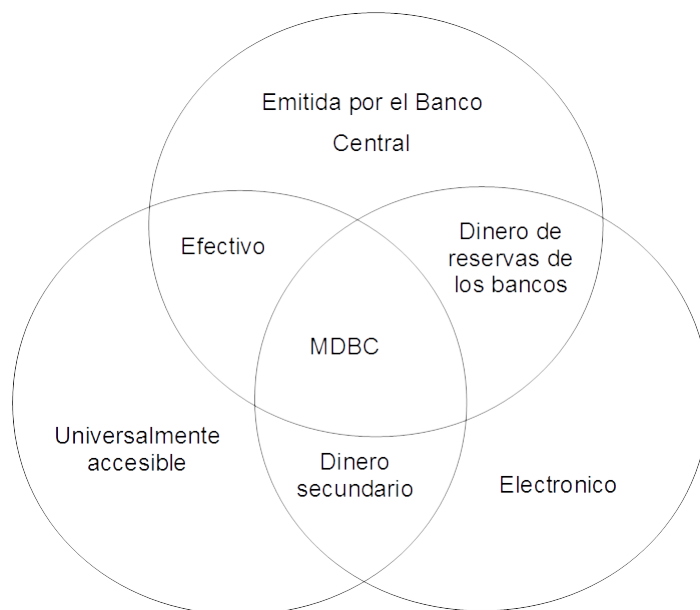 Emitida por el Banco
Central
Efectivo
Dinero de
reservas de
los bancos
MDBC
Universalmente
accesible
Dinero
secundario
Electronico